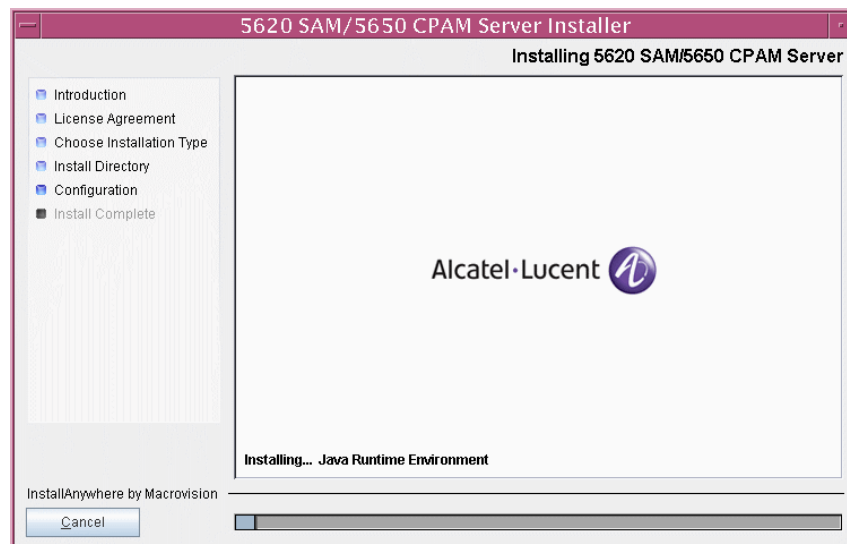 5620 SAM/5650 CPAM Server Installer
Installing 5620 SAM/5650 CPAM Server
Introduction
License Agreement
Choose Installation Type
Install Directory
Configuration
Install Complete
Alcatel·Lucent
Installing... Java Runtime Environment
InstallAnywhere by Macrovision
Cancel